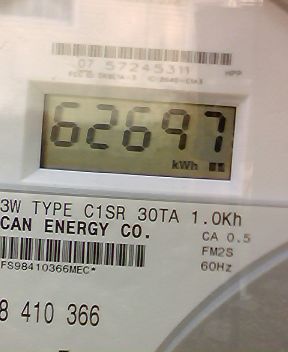 07 57245311 HPP
62697
kWh
3W TYPE C1SR 30TA 1.0Kh
CAN ENERGY CO.
CA 0.5
FM2S
60Hz
FS98410366MEC*
8 410 366